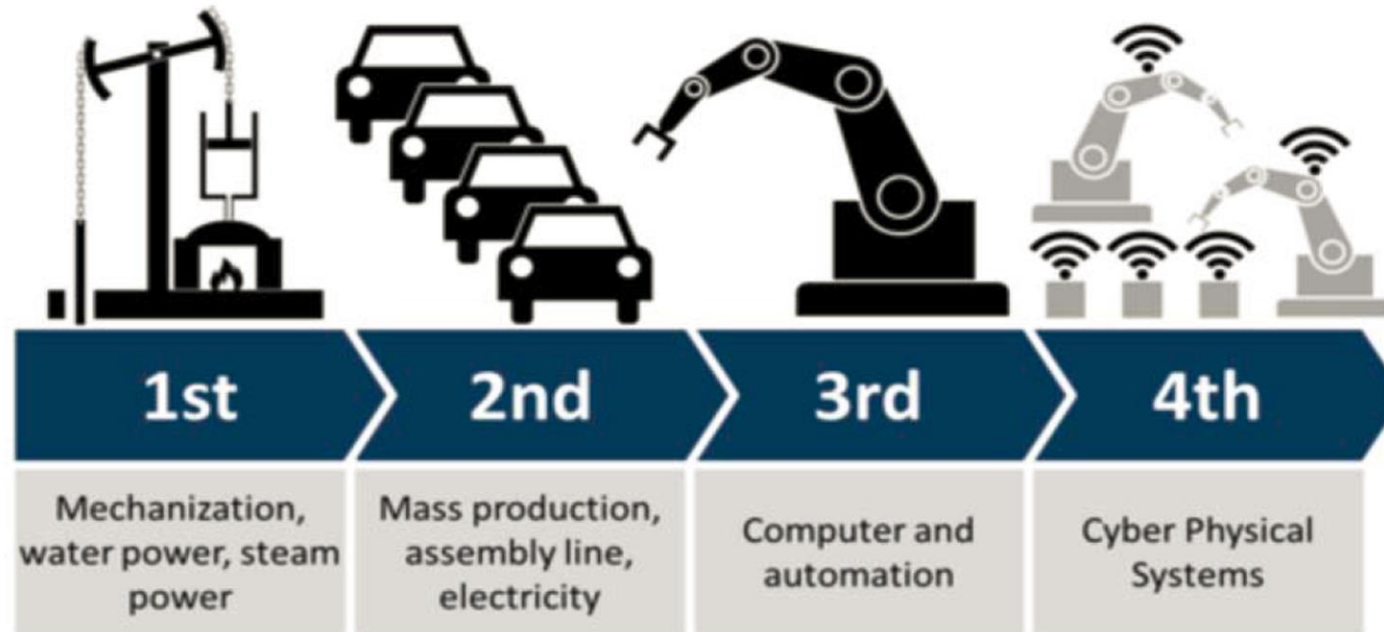 1st
2nd
3rd
4th
Mechanization,
water power, steam
power
Mass production,
assembly line,
electricity
Computer and
automation
Cyber Physical
Systems